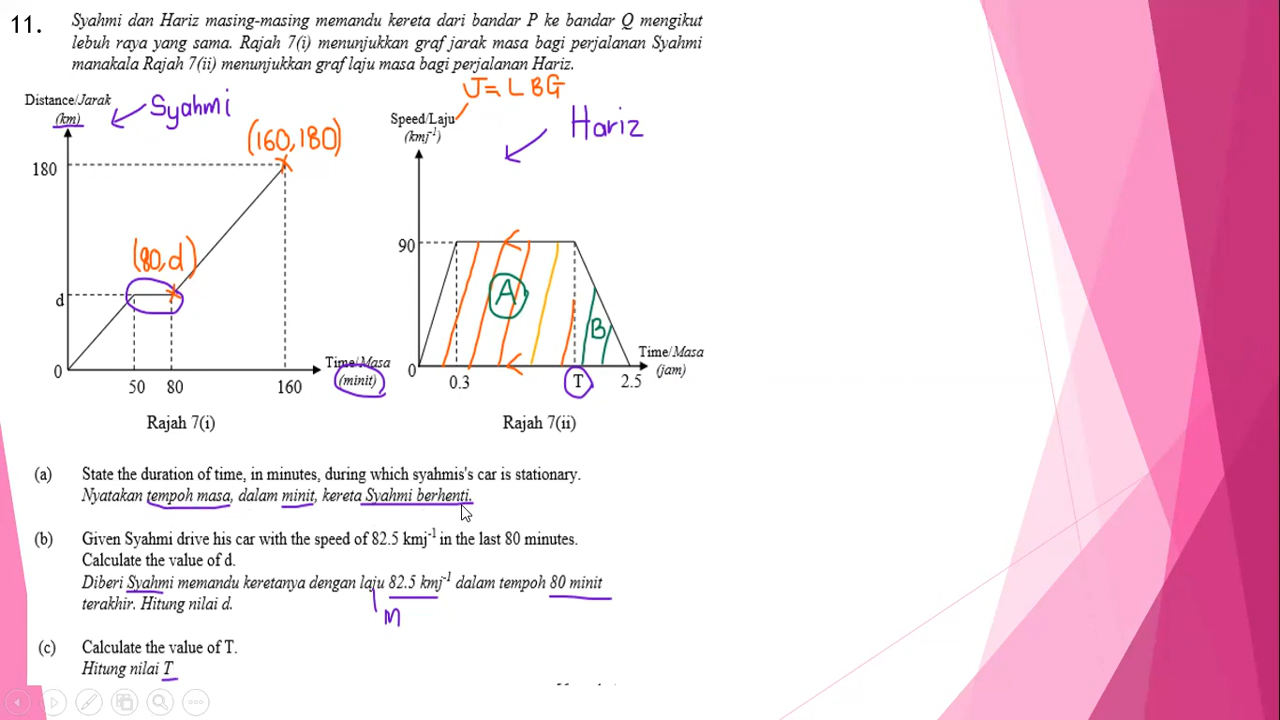 11.
Syahmi dan Hariz masing-masing memandu kereta dari bandar P ke bandar Q mengikut
lebuh raya yang sama. Rajah 7(i) menunjukkan graf jarak masa bagi perjalanan Syahmi
manakala Rajah 7(ii) menunjukkan graf laju masa bagi perjalanan Hariz.
Distance/Jarak
(km)
Syahmi
(160,180)
180
(80,d)
d
0
50 80 160
Time/Masa
(minit)
Rajah 7(i)
J = LBG
Speed/Laju
(kmj⁻¹)
Hariz
90
A
B
0
0.3 T 2.5
Time/Masa
(jam)
Rajah 7(ii)
(a) State the duration of time, in minutes, during which syahmis's car is stationary.
Nyatakan tempoh masa, dalam minit, kereta Syahmi berhenti.
(b) Given Syahmi drive his car with the speed of 82.5 kmj⁻¹ in the last 80 minutes.
Calculate the value of d.
Diberi Syahmi memandu keretanya dengan laju 82.5 kmj⁻¹ dalam tempoh 80 minit
terakhir. Hitung nilai d.
m
(c) Calculate the value of T.
Hitung nilai T